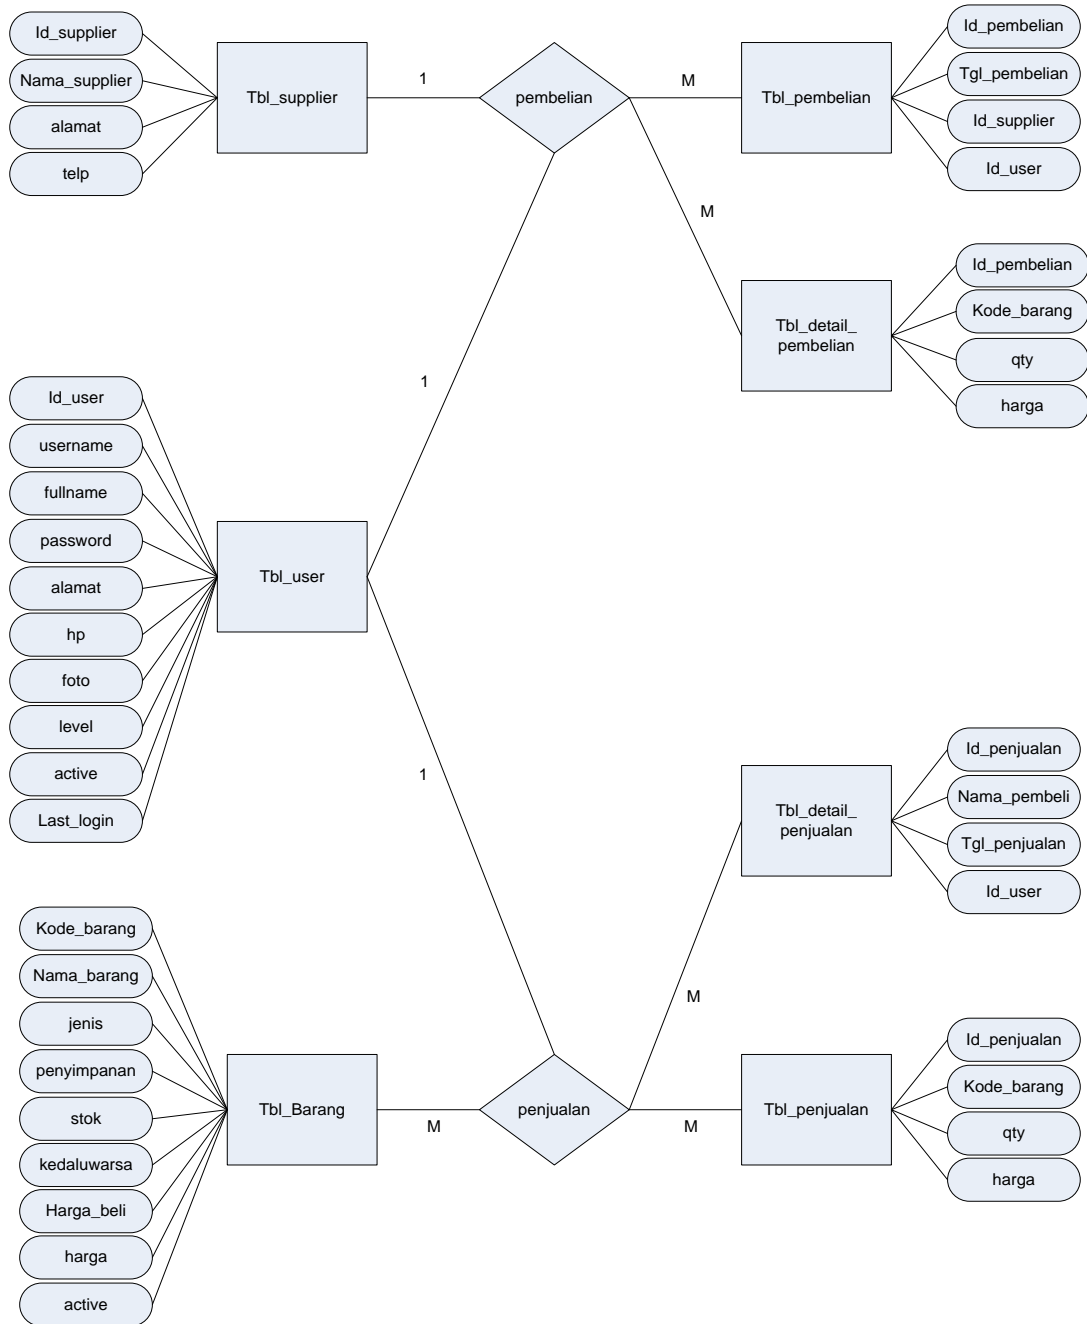 Id_supplier
Nama_supplier
alamat
telp
Tbl_supplier
1
pembelian
M
Tbl_pembelian
Id_pembelian
Tgl_pembelian
Id_supplier
Id_user
M
Tbl_detail_
pembelian
Id_pembelian
Kode_barang
qty
harga
1
Id_user
username
fullname
password
alamat
hp
foto
level
active
Last_login
Tbl_user
1
Tbl_detail_
penjualan
Id_penjualan
Nama_pembeli
Tgl_penjualan
Id_user
M
Kode_barang
Nama_barang
jenis
penyimpanan
stok
kedaluwarsa
Harga_beli
harga
active
Tbl_Barang
M
penjualan
M
Tbl_penjualan
Id_penjualan
Kode_barang
qty
harga